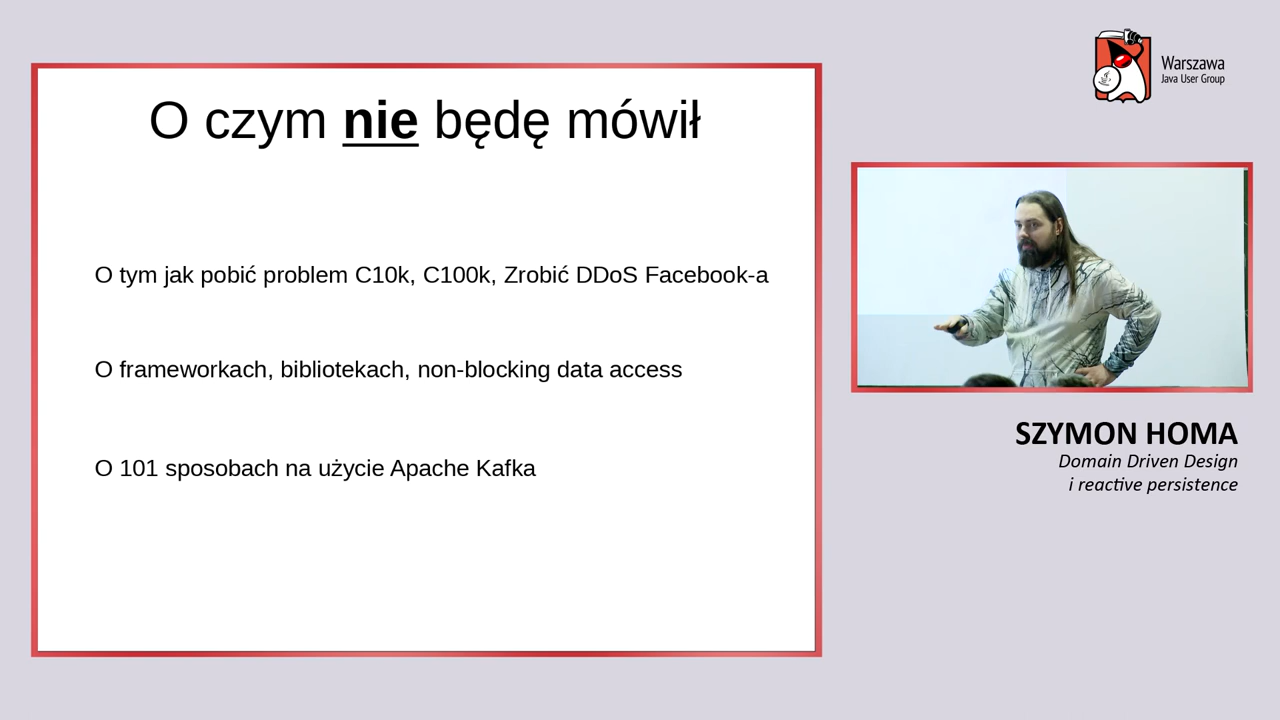 O czym nie będę mówił
O tym jak pobić problem C10k, C100k, Zrobić DDoS Facebook-a
O frameworkach, bibliotekach, non-blocking data access
O 101 sposobach na użycie Apache Kafka
Warszawa
Java User Group
SZYMON HOMA
Domain Driven Design
i reactive persistence